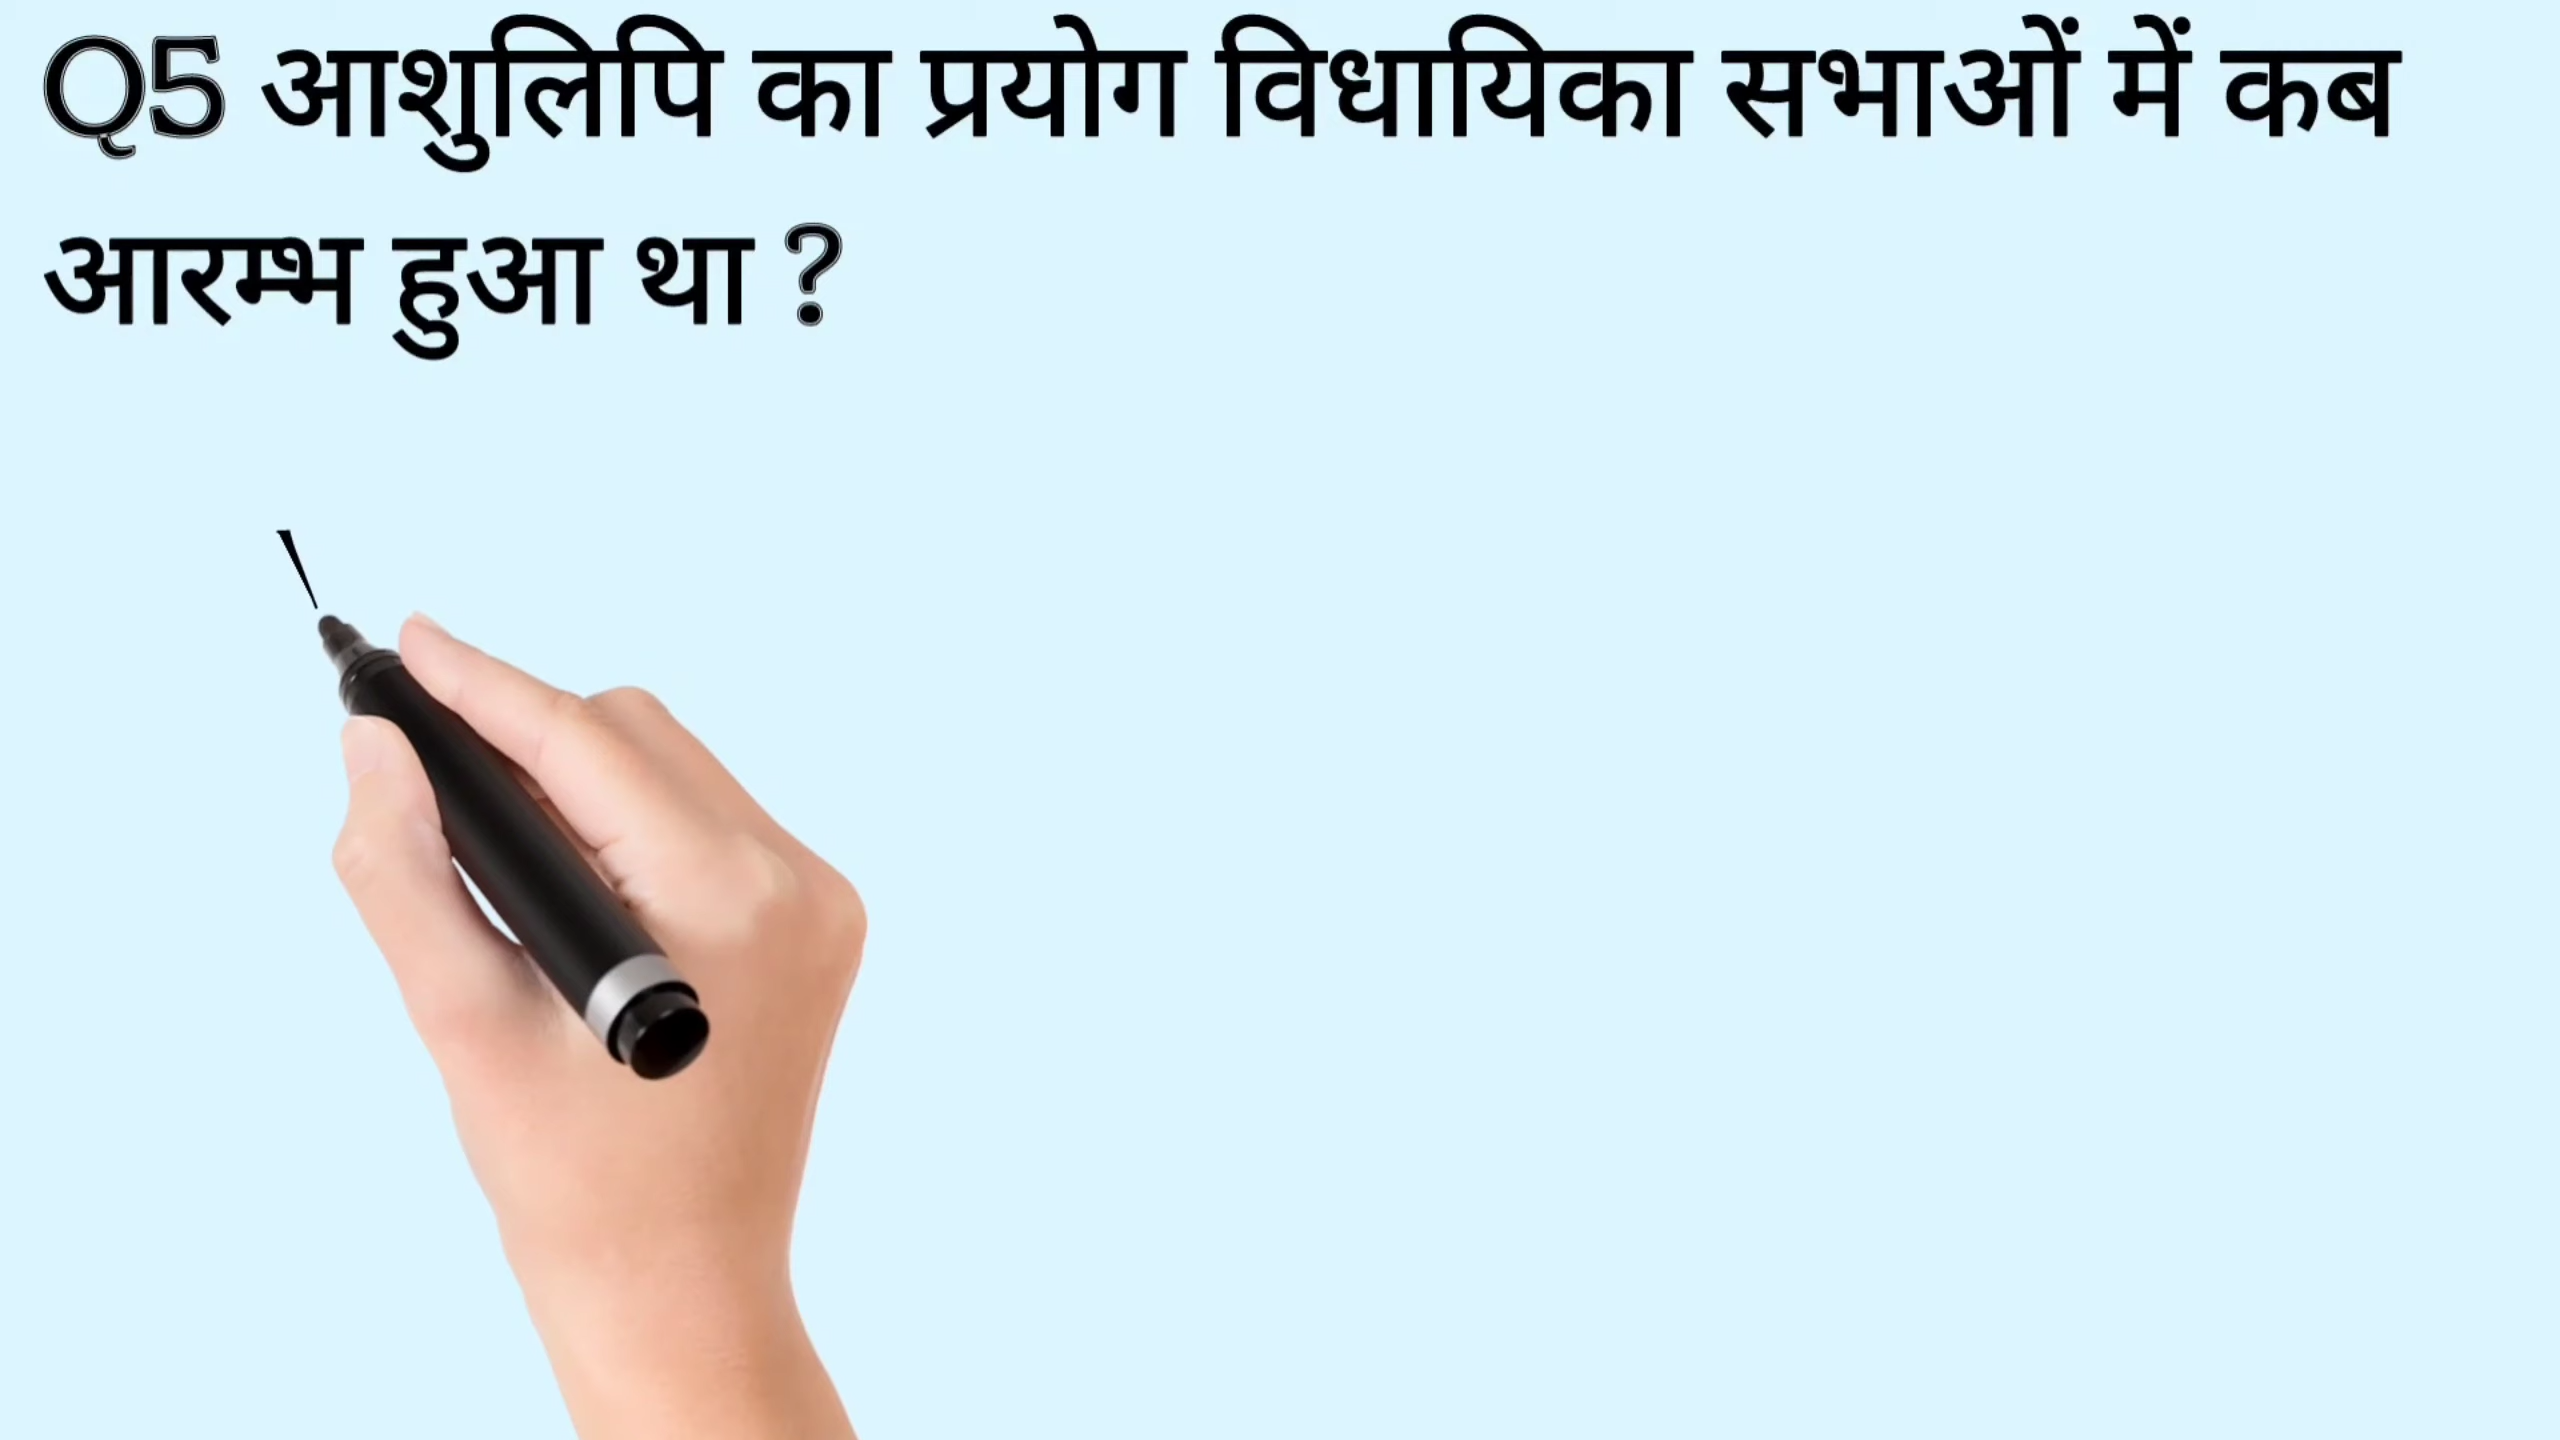 Q5 आशुलिपि का प्रयोग विधायिका सभाओं में कब
आरम्भ हुआ था ?